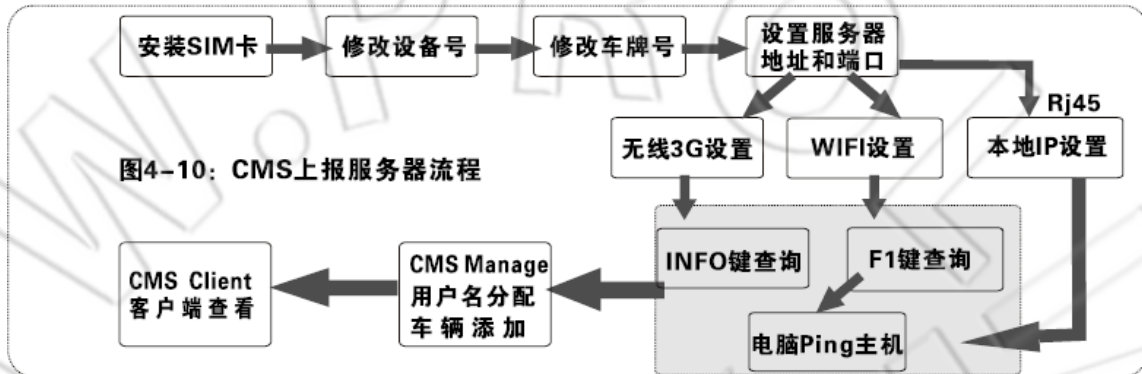 安装SIM卡
修改设备号
修改车牌号
设置服务器
地址和端口
Rj45
无线3G设置
WIFI设置
本地IP设置
图4-10：CMS上报服务器流程
INFO键查询
F1键查询
CMS Client
客户端查看
CMS Manage
用户名分配
车辆添加
电脑Ping主机